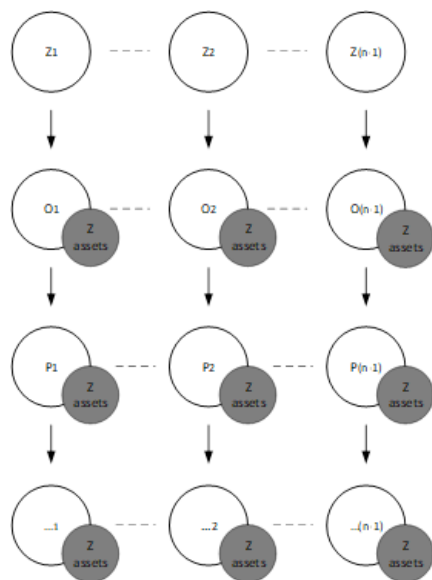 Z1
Z2
Z(n-1)
O1
Z
assets
O2
Z
assets
O(n-1)
Z
assets
P1
Z
assets
P2
Z
assets
P(n-1)
Z
assets
...1
Z
assets
...2
Z
assets
...(n-1)
Z
assets